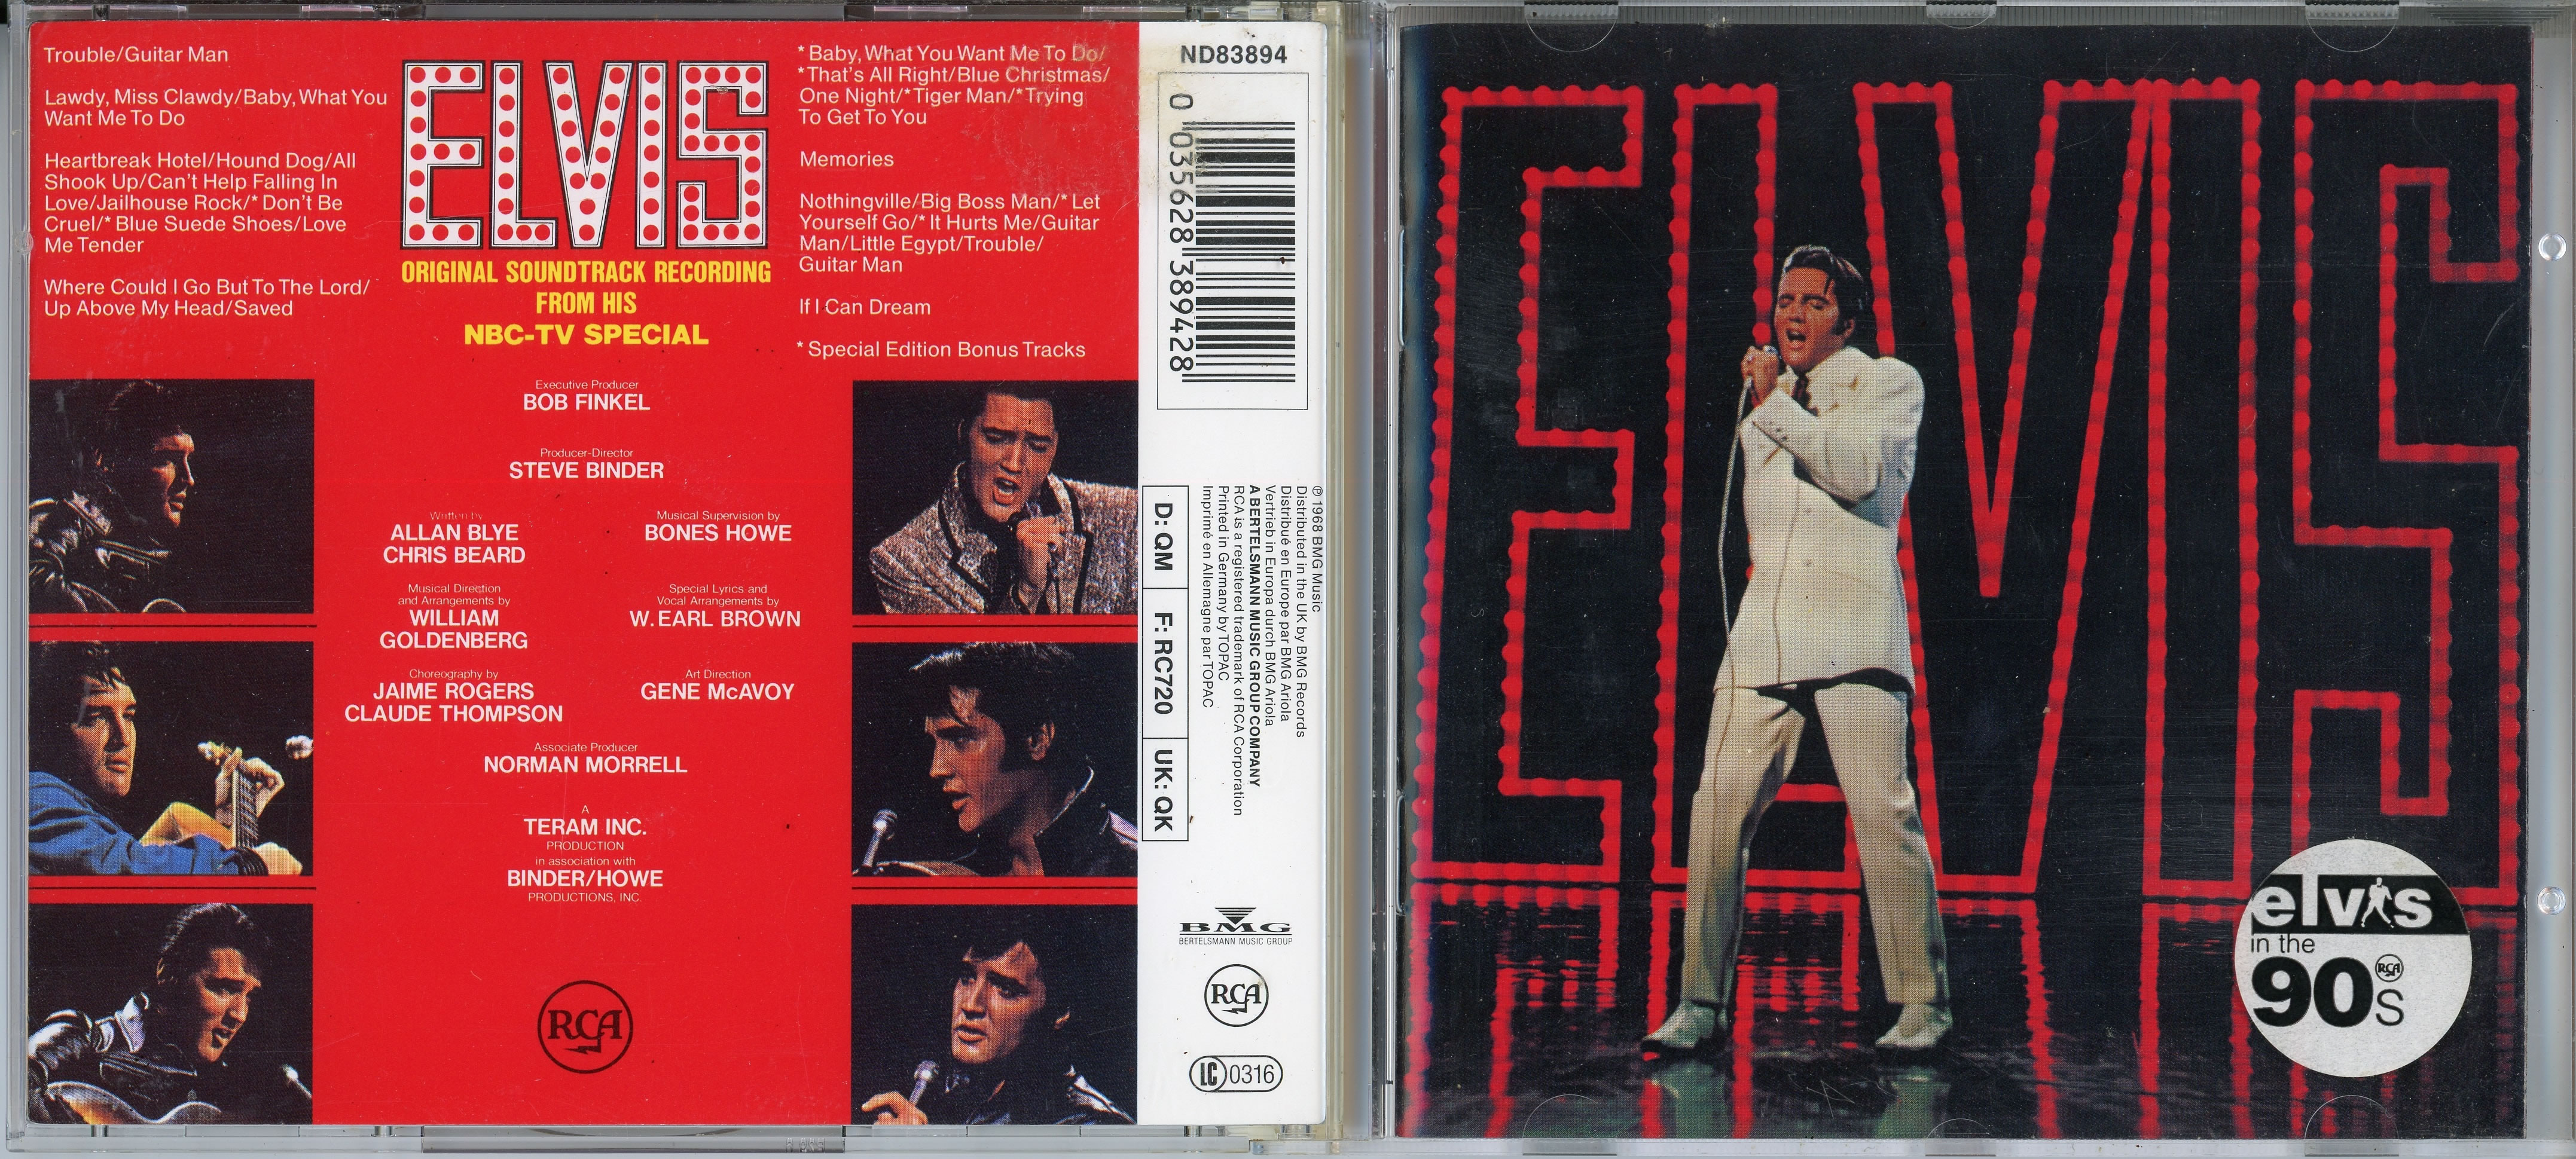 Trouble/Guitar Man
Lawdy, Miss Clawdy/Baby, What You
Want Me To Do
Heartbreak Hotel/Hound Dog/All
Shook Up/Can't Help Falling In
Love/Jailhouse Rock/* Don't Be
Cruel/* Blue Suede Shoes/Love
Me Tender
Where Could I Go But To The Lord/
Up Above My Head/Saved
ELVIS
ORIGINAL SOUNDTRACK RECORDING
FROM HIS
NBC-TV SPECIAL
* Baby, What You Want Me To Do/
* That's All Right/Blue Christmas/
One Night/* Tiger Man/* Trying
To Get To You
Memories
Nothingville/Big Boss Man/* Let
Yourself Go/* It Hurts Me/Guitar
Man/Little Egypt/Trouble/
Guitar Man
If I Can Dream
* Special Edition Bonus Tracks
Executive Producer
BOB FINKEL
Producer-Director
STEVE BINDER
Written by
ALLAN BLYE
CHRIS BEARD
Musical Supervision by
BONES HOWE
Musical Direction
and Arrangements by
WILLIAM
GOLDENBERG
Special Lyrics and
Vocal Arrangements by
W. EARL BROWN
Choreography by
JAIME ROGERS
CLAUDE THOMPSON
Art Direction
GENE McAVOY
Associate Producer
NORMAN MORRELL
A
TERAM INC.
PRODUCTION
in association with
BINDER/HOWE
PRODUCTIONS, INC.
RCA
ND83894
0 035628 389428
℗ 1968 BMG Music
Distributed in the UK by BMG Records
Distribué en Europe par BMG Ariola
Vertrieb in Europa durch BMG Ariola
A BERTELSMANN MUSIC GROUP COMPANY
RCA is a registered trademark of RCA Corporation
Printed in Germany by TOPAC
Imprimé en Allemagne par TOPAC
D: QM
F: RC720
UK: QK
BMG
BERTELSMANN MUSIC GROUP
RCA
LC 0316
ELVIS
elvis
in the
90s
RCA